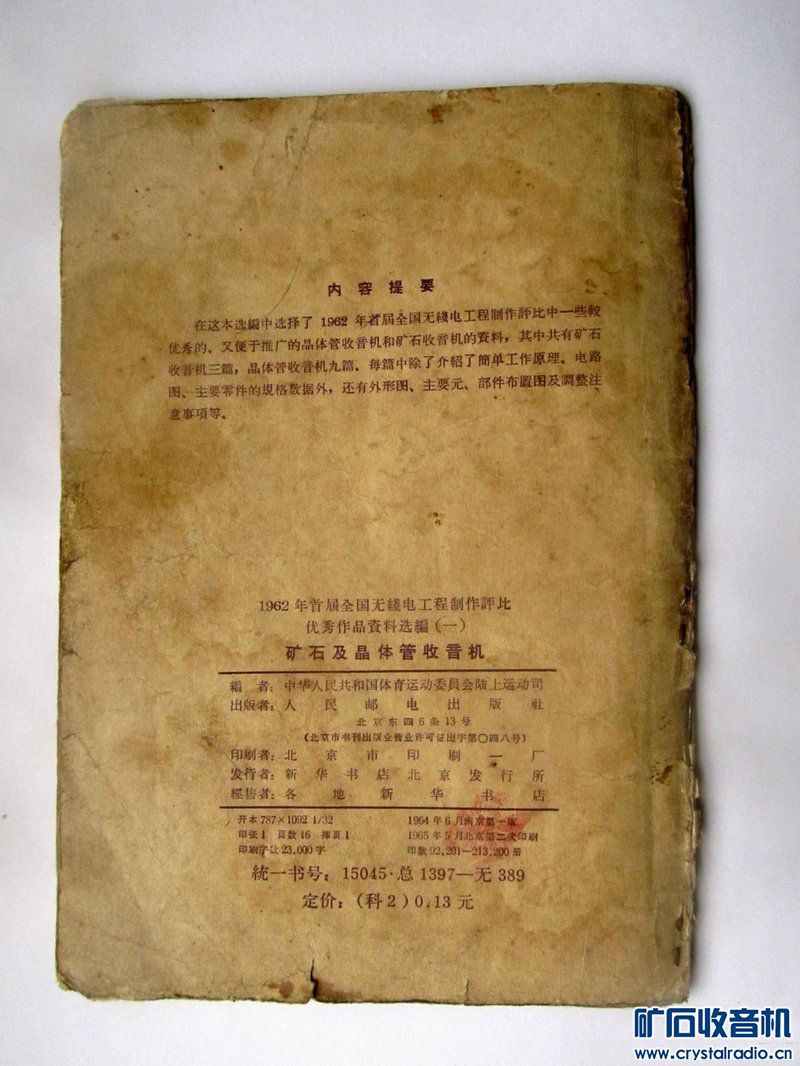 内容提要
在这本选編中选择了 1962 年首屆全国无綫电工程制作評比中一些較
优秀的、又便于推广的晶体管收音机和矿石收音机的資料，其中共有矿石
收音机三篇，晶体管收音机九篇。每篇中除了介紹了簡单工作原理、电路
图、主要零件的規格数据外，还有外形图、主要元、部件布置图及調整注
意事項等。
1962 年首屆全国无綫电工程制作評比
优秀作品資料选編（一）
矿石及晶体管收音机
編者：中华人民共和国体育运动委員会陆上运动司
出版者：人民邮电出版社
北京东四6条13号
（北京市书刊出版业营业許可证出字第〇四八号）
印刷者：北京市印刷一厂
发行者：新华书店北京发行所
經售者：各地新华书店
开本 787×1092 1/32 1964 年 6 月南京第一版
印张 1 頁数 16 插頁 1 1965 年 5 月北京第二次印刷
印刷字数 23,000 字 印数 92,201—213,200 册
統一书号：15045·总 1397—无 389
定价：（科 2）0.13 元
矿石收音机
www.crystalradio.cn